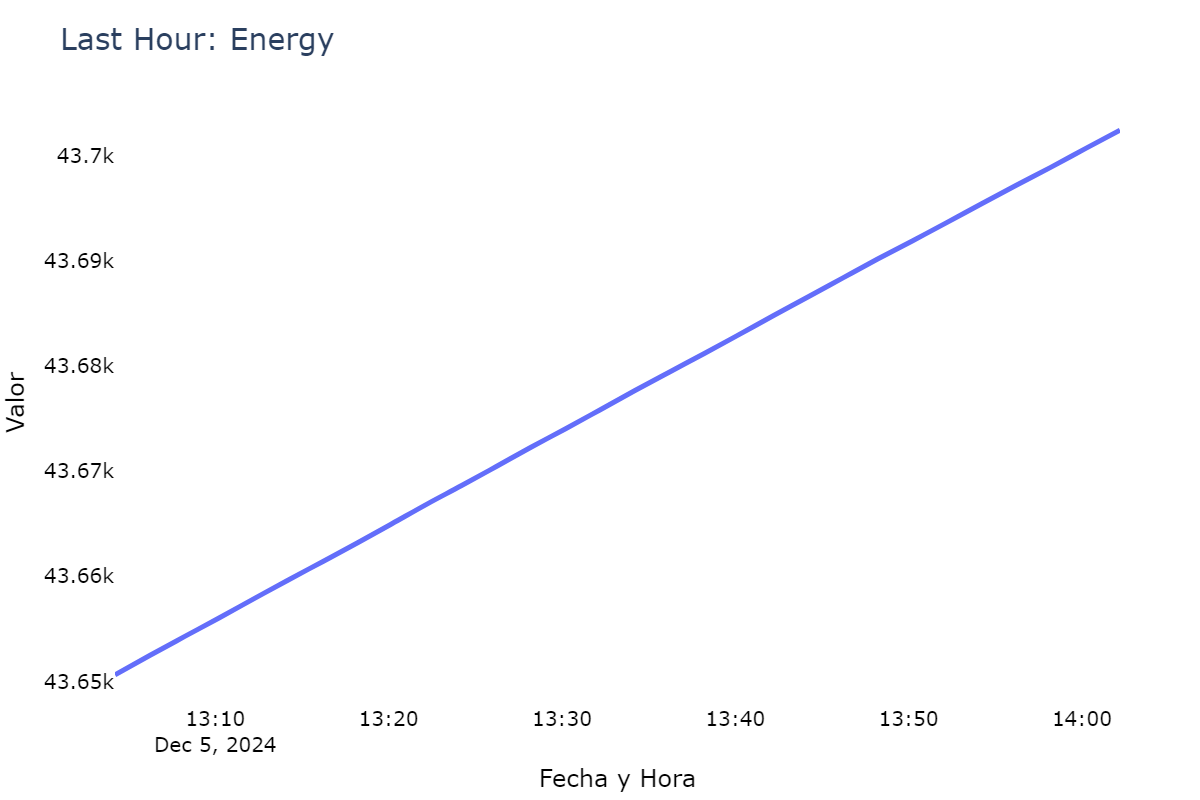 Last Hour: Energy
43.7k
43.69k
43.68k
43.67k
43.66k
43.65k
Valor
13:10 13:20 13:30 13:40 13:50 14:00
Dec 5, 2024
Fecha y Hora